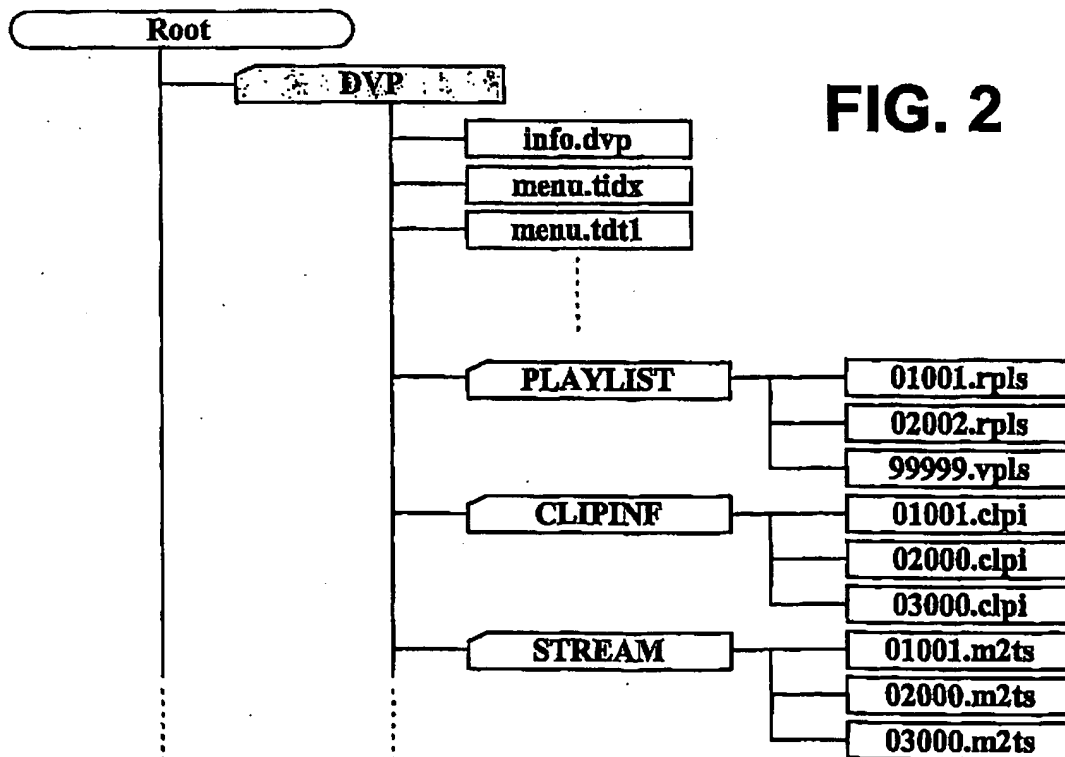 Root
DVP
FIG. 2
info.dvp
menu.tidx
menu.tdt1
PLAYLIST
01001.rpls
02002.rpls
99999.vpls
CLIPINF
01001.clpi
02000.clpi
03000.clpi
STREAM
01001.m2ts
02000.m2ts
03000.m2ts